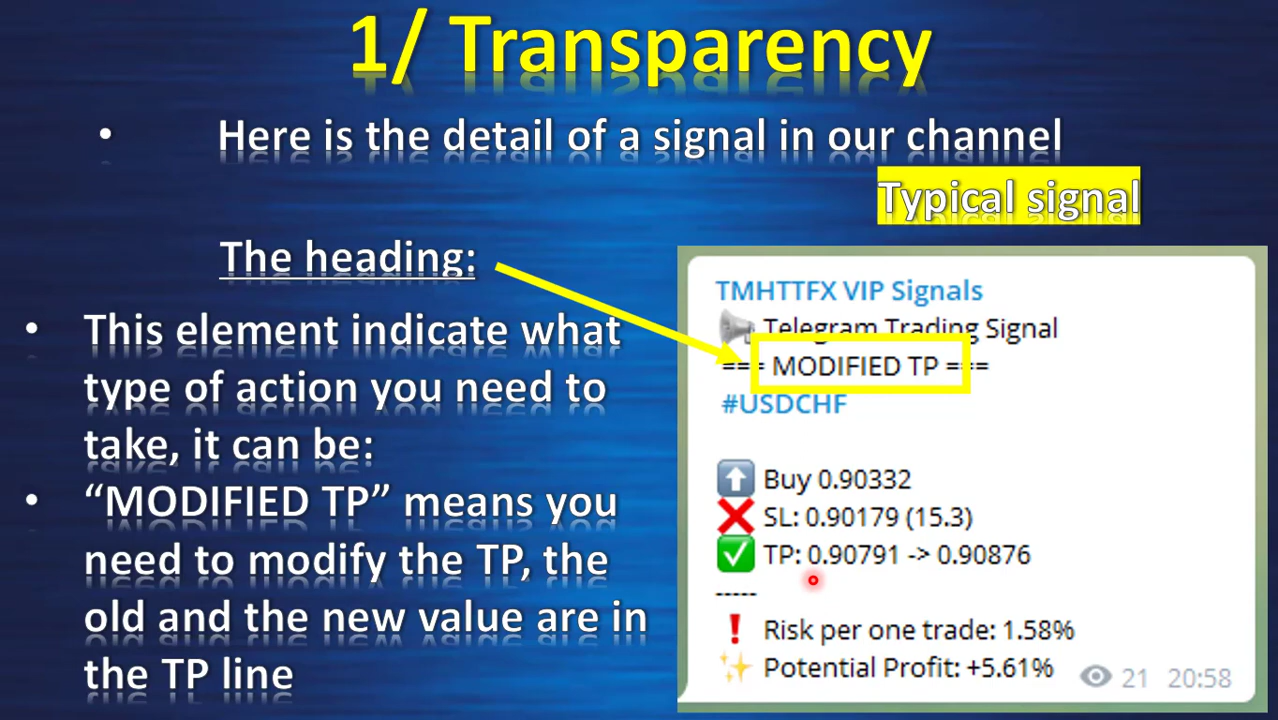 1/ Transparency
• Here is the detail of a signal in our channel
Typical signal
The heading:
• This element indicate what
type of action you need to
take, it can be:
• “MODIFIED TP” means you
need to modify the TP, the
old and the new value are in
the TP line
TMHTTFX VIP Signals
Telegram Trading Signal
=== MODIFIED TP ===
#USDCHF
Buy 0.90332
SL: 0.90179 (15.3)
TP: 0.90791 -> 0.90876
-----
Risk per one trade: 1.58%
Potential Profit: +5.61%
21 20:58